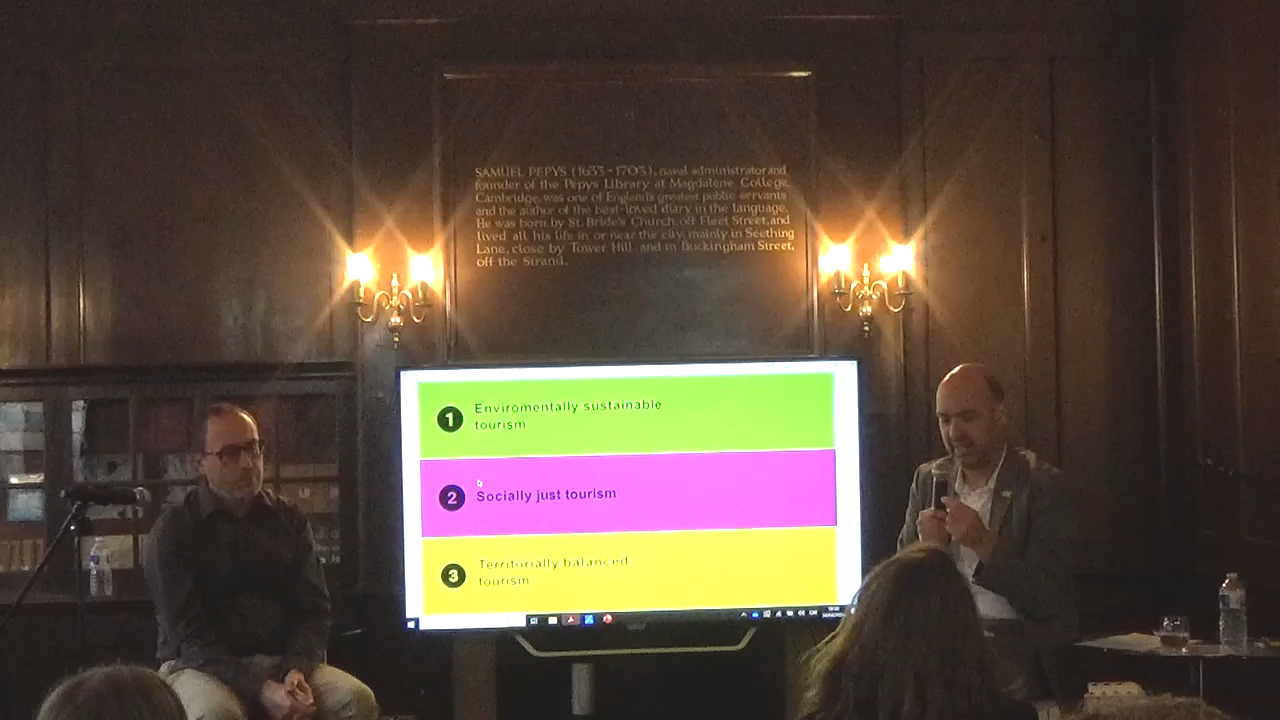 SAMUEL PEPYS (1633-1703), naval administrator and
founder of the Pepys Library at Magdalene College,
Cambridge, was one of England's greatest public servants
and the author of the best-loved diary in the language.
He was born by St. Bride's Church, off Fleet Street, and
lived all his life in or near the city, mainly in Seething
Lane, close by Tower Hill, and in Buckingham Street,
off the Strand.
1 Enviromentally sustainable
tourism
2 Socially just tourism
3 Territorially balanced
tourism